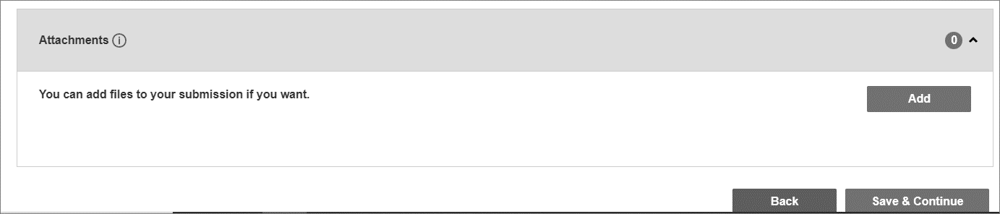 Attachments
0
You can add files to your submission if you want.
Add
Back
Save & Continue